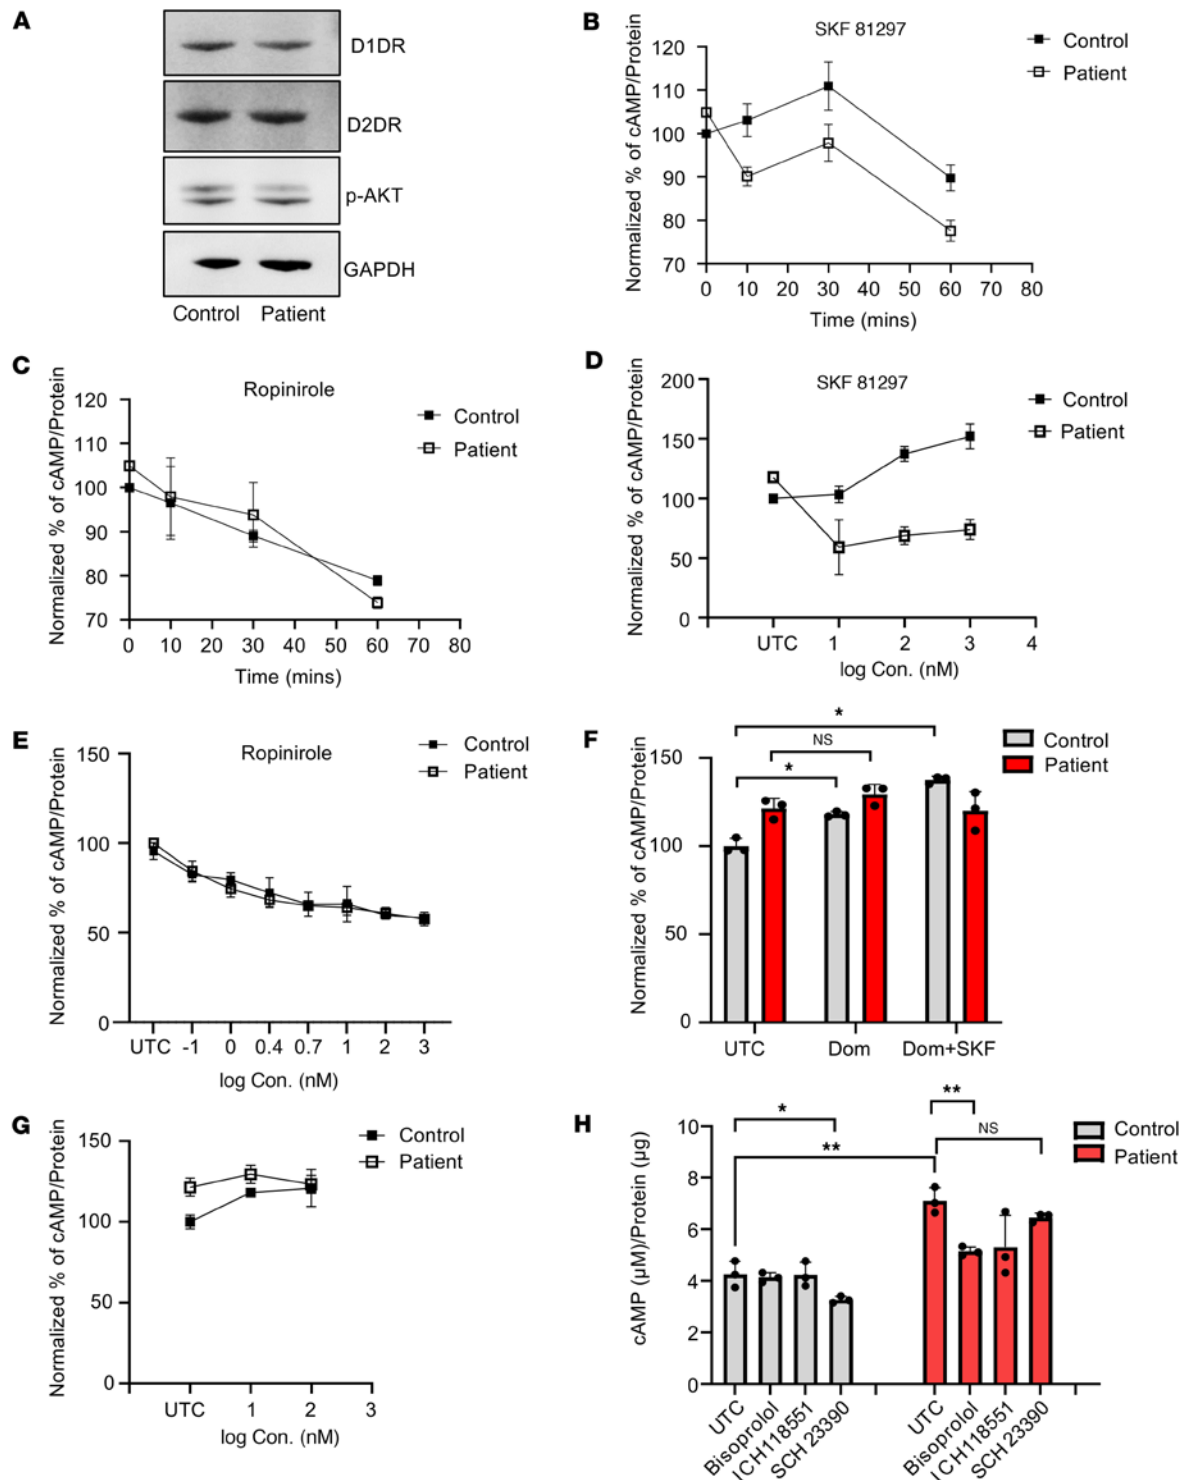 A
D1DR
D2DR
p-AKT
GAPDH
Control Patient
B
SKF 81297
Control
Patient
Normalized % of cAMP/Protein
120
110
100
90
80
70
0 10 20 30 40 50 60 70 80
Time (mins)
C
Ropinirole
Control
Patient
Normalized % of cAMP/Protein
120
110
100
90
80
70
0 10 20 30 40 50 60 70 80
Time (mins)
D
SKF 81297
Control
Patient
Normalized % of cAMP/Protein
200
150
100
50
0
UTC 1 2 3 4
log Con. (nM)
E
Ropinirole
Control
Patient
Normalized % of cAMP/Protein
150
100
50
0
UTC -1 0 0.4 0.7 1 2 3
log Con. (nM)
F
Control
Patient
*
NS
*
Normalized % of cAMP/Protein
150
100
50
0
UTC Dom Dom+SKF
G
Control
Patient
Normalized % of cAMP/Protein
150
100
50
0
UTC 1 2 3
log Con. (nM)
H
Control
Patient
**
*
NS
**
cAMP (µM)/Protein (µg)
10
8
6
4
2
0
UTC
Bisoprolol
ICH118551
SCH 23390
UTC
Bisoprolol
ICH118551
SCH 23390